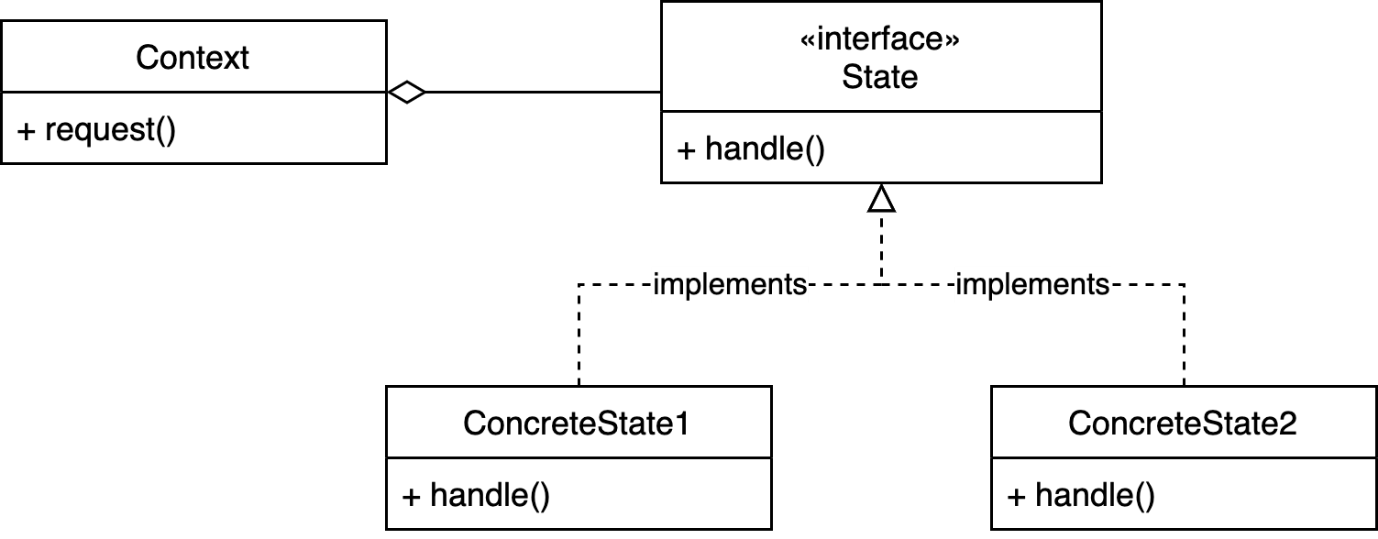 Context
+ request()
«interface»
State
+ handle()
implements
implements
ConcreteState1
+ handle()
ConcreteState2
+ handle()